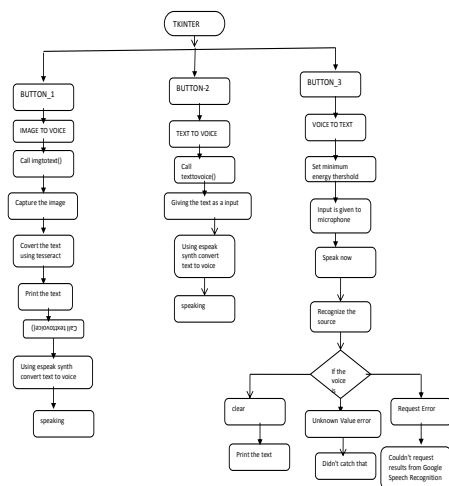 TKINTER
BUTTON_1
IMAGE TO VOICE
Call imgtotext()
Capture the image
Covert the text
using tesseract
Print the text
Call texttovoice()
Using espeak synth
convert text to voice
speaking
BUTTON-2
TEXT TO VOICE
Call
texttovoice()
Giving the text as a input
Using espeak
synth convert
text to voice
speaking
BUTTON_3
VOICE TO TEXT
Set minimum
energy thershold
Input is given to
microphone
Speak now
Recognize the
source
If the
voice
is
clear
Print the text
Unknown Value error
Didn't catch that
Request Error
Couldn't request
results from Google
Speech Recognition